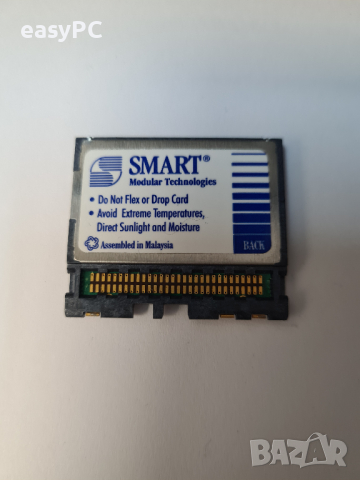 easyPC
SMART®
Modular Technologies
• Do Not Flex or Drop Card
• Avoid Extreme Temperatures,
Direct Sunlight and Moisture
Assembled in Malaysia
BACK
BAZAR